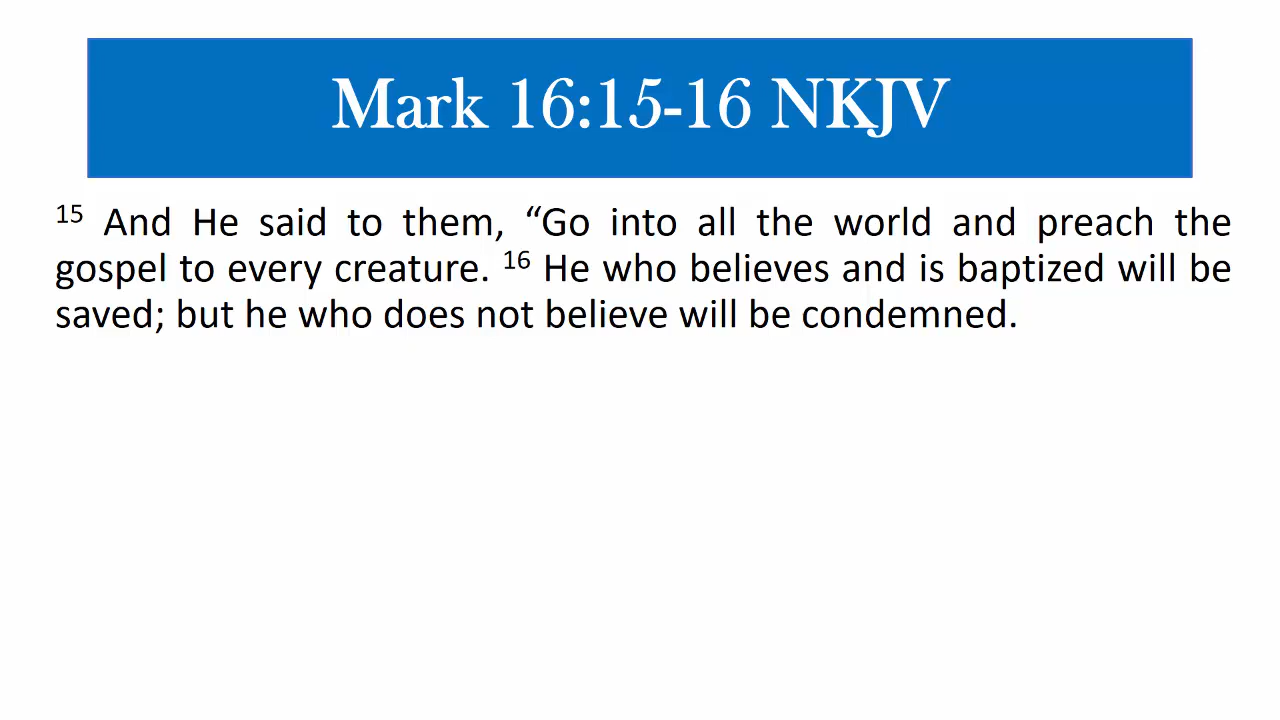 Mark 16:15-16 NKJV
15 And He said to them, “Go into all the world and preach the
gospel to every creature. 16 He who believes and is baptized will be
saved; but he who does not believe will be condemned.